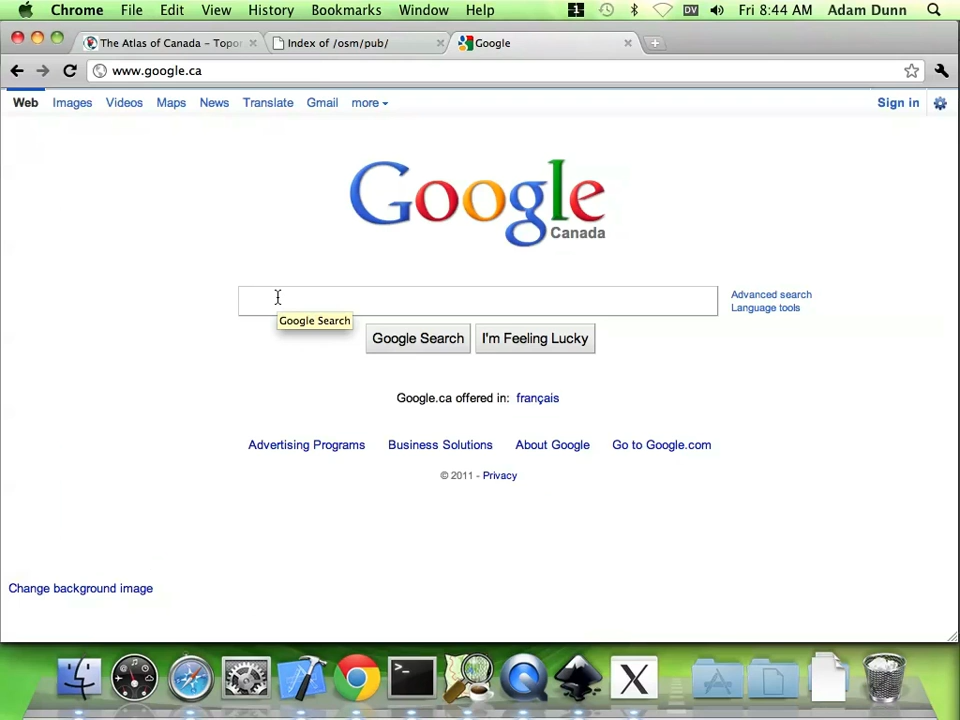 Chrome File Edit View History Bookmarks Window Help 1 DV Fri 8:44 AM Adam Dunn
The Atlas of Canada – Topor Index of /osm/pub/ Google
www.google.ca
Web Images Videos Maps News Translate Gmail more Sign in
Google
Canada
Advanced search
Language tools
Google Search
Google Search I'm Feeling Lucky
Google.ca offered in: français
Advertising Programs Business Solutions About Google Go to Google.com
© 2011 - Privacy
Change background image